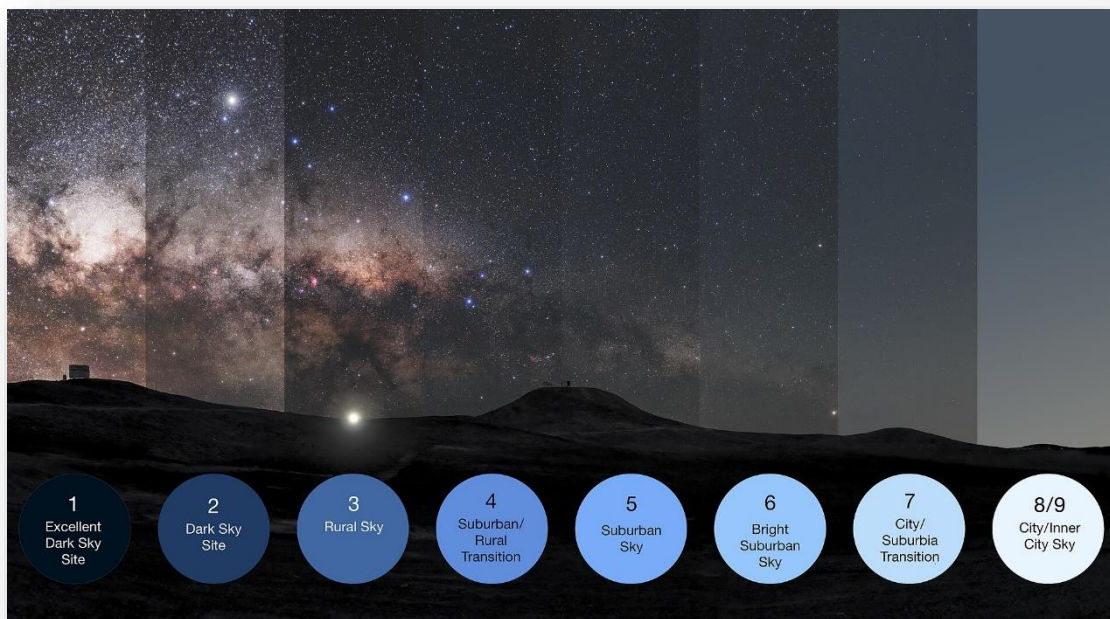 1
Excellent
Dark Sky
Site
2
Dark Sky
Site
3
Rural Sky
4
Suburban/
Rural
Transition
5
Suburban
Sky
6
Bright
Suburban
Sky
7
City/
Suburbia
Transition
8/9
City/Inner
City Sky